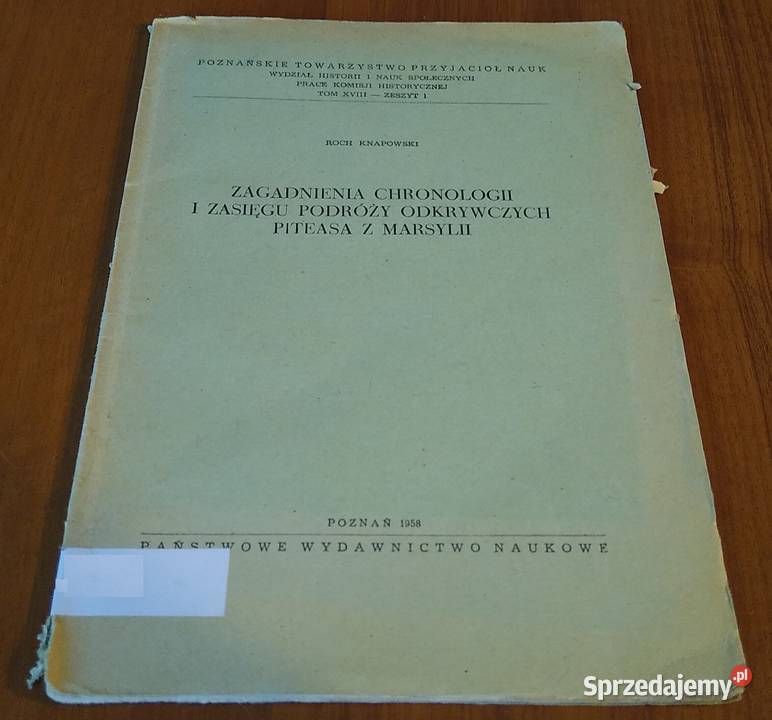 POZNAŃSKIE TOWARZYSTWO PRZYJACIOŁ NAUK
WYDZIAŁ HISTORII I NAUK SPOŁECZNYCH
PRACE KOMISJI HISTORYCZNEJ
TOM XVIII — ZESZYT 1
ROCH KNAPOWSKI
ZAGADNIENIA CHRONOLOGII
I ZASIĘGU PODRÓŻY ODKRYWCZYCH
PITEASA Z MARSYLII
POZNAŃ 1958
PAŃSTWOWE WYDAWNICTWO NAUKOWE
Sprzedajemy.pl